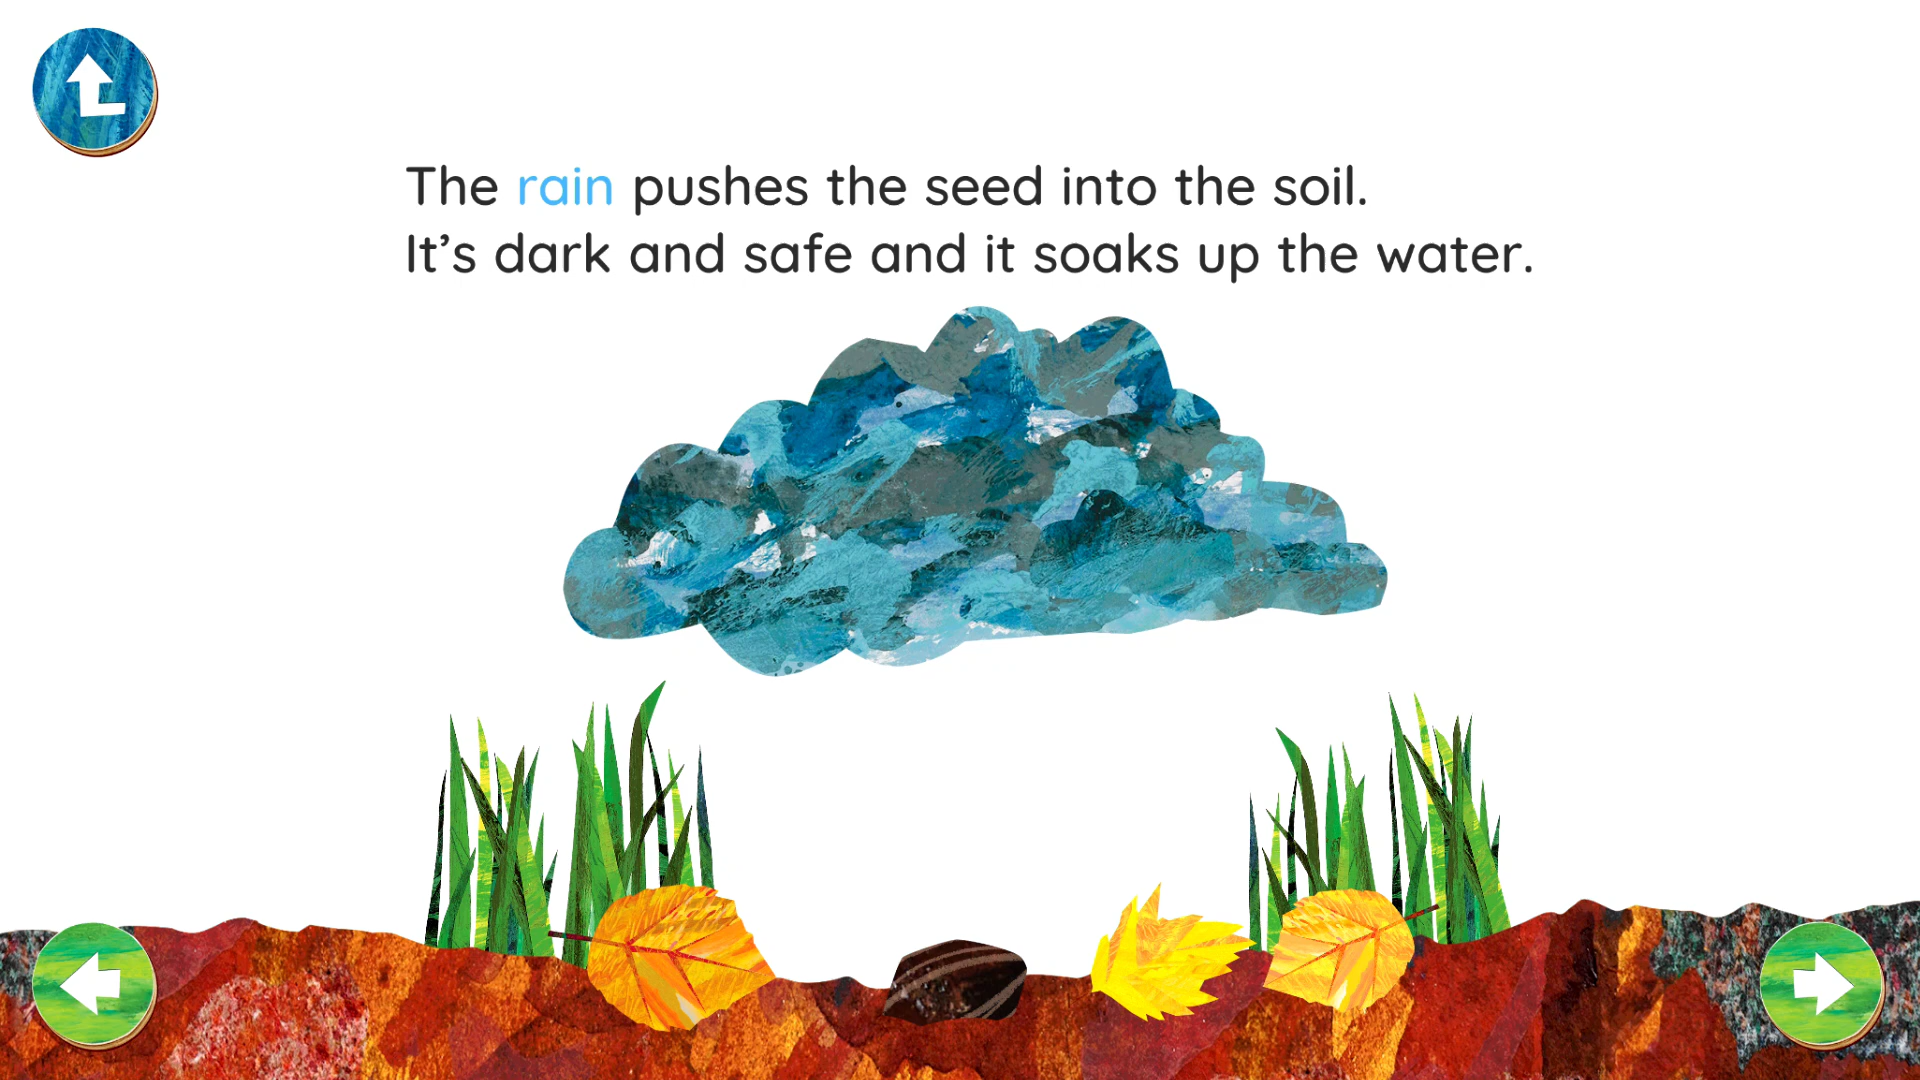 The rain pushes the seed into the soil.
It’s dark and safe and it soaks up the water.